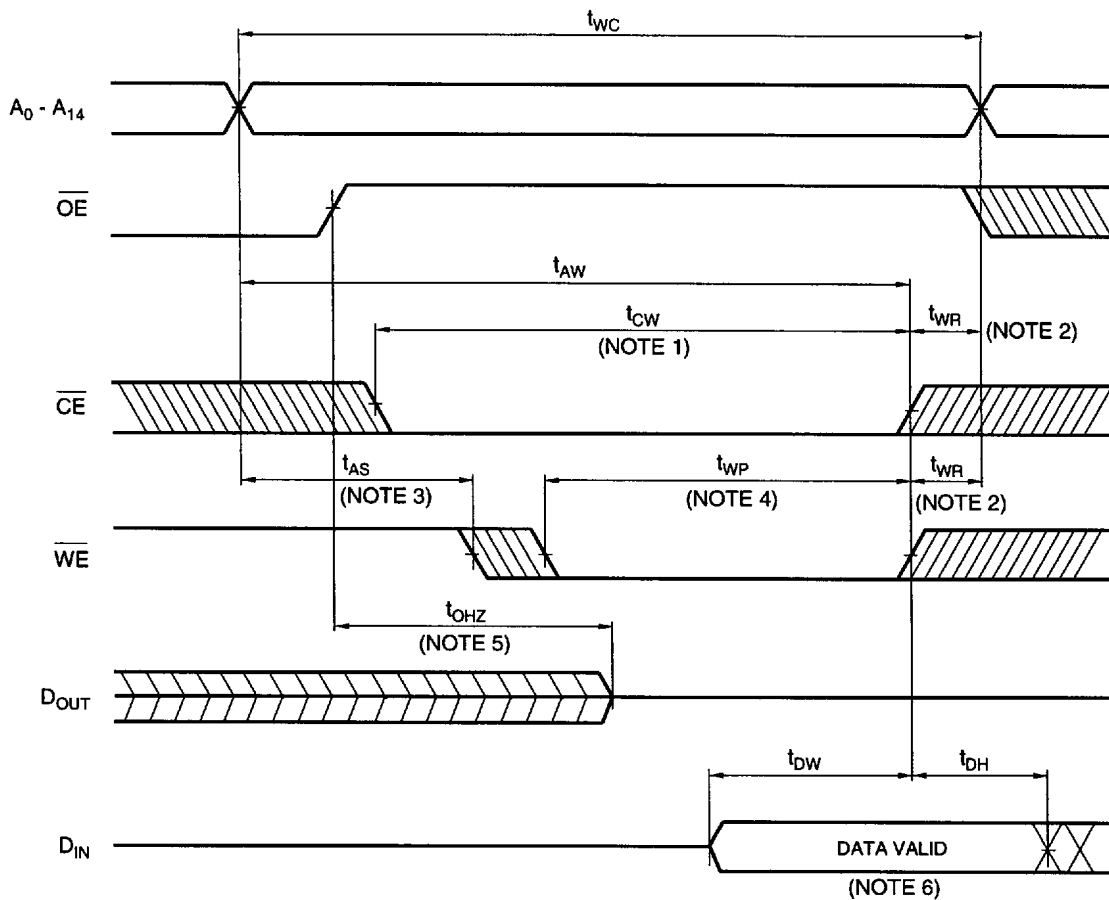 tWC
A0 - A14
OE
tAW
tCW
(NOTE 1)
tWR
(NOTE 2)
CE
tAS
(NOTE 3)
tWP
(NOTE 4)
tWR
(NOTE 2)
WE
tOHZ
(NOTE 5)
DOUT
tDW
tDH
DIN
DATA VALID
(NOTE 6)